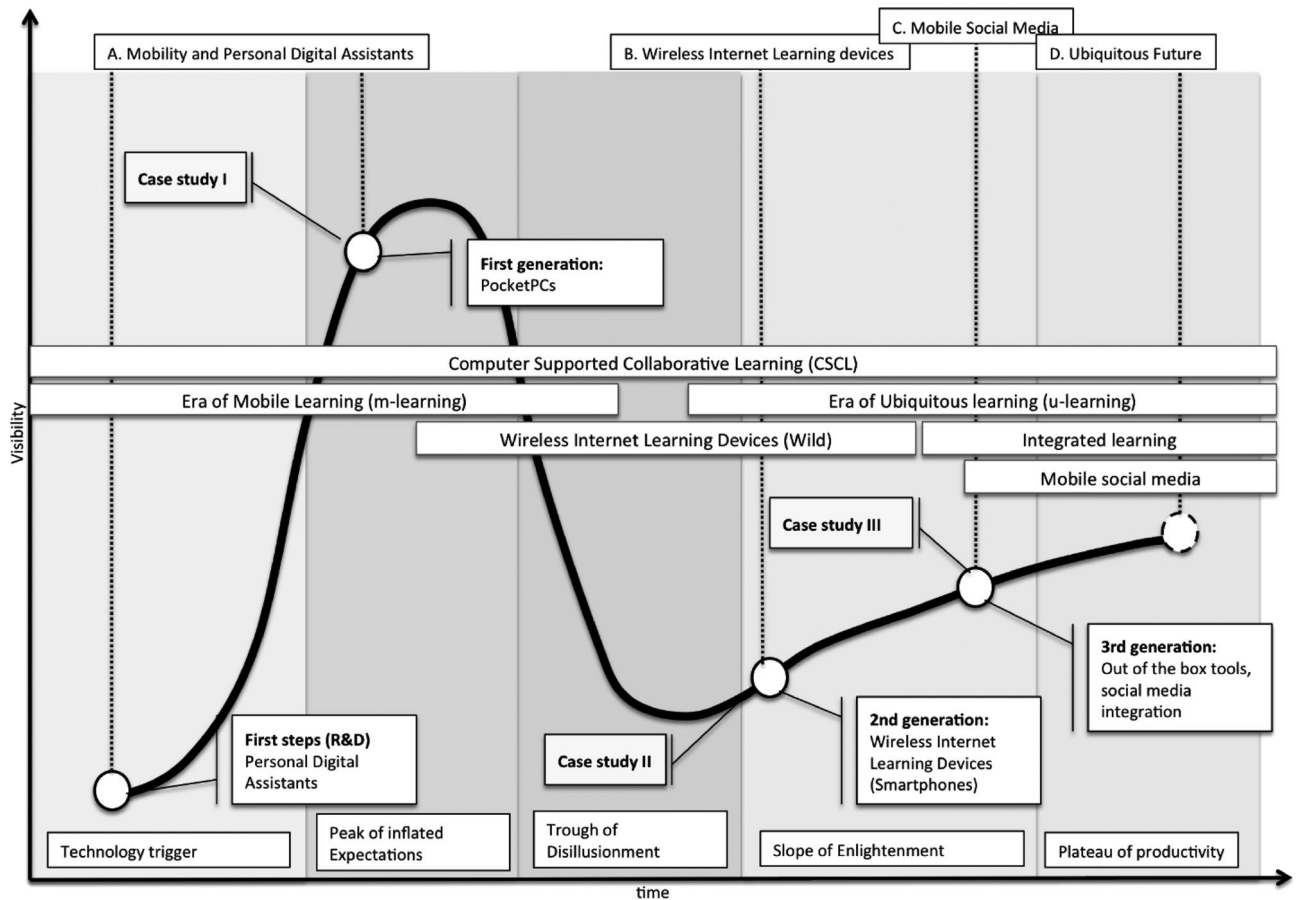 C. Mobile Social Media
A. Mobility and Personal Digital Assistants
B. Wireless Internet Learning devices
D. Ubiquitous Future
Case study I
First generation:
PocketPCs
Computer Supported Collaborative Learning (CSCL)
Era of Mobile Learning (m-learning)
Era of Ubiquitous learning (u-learning)
Visibility
Wireless Internet Learning Devices (Wild)
Integrated learning
Mobile social media
Case study III
3rd generation:
Out of the box tools,
social media
integration
First steps (R&D)
Personal Digital
Assistants
Case study II
2nd generation:
Wireless Internet
Learning Devices
(Smartphones)
Technology trigger
Peak of inflated
Expectations
Trough of
Disillusionment
Slope of Enlightenment
Plateau of productivity
time